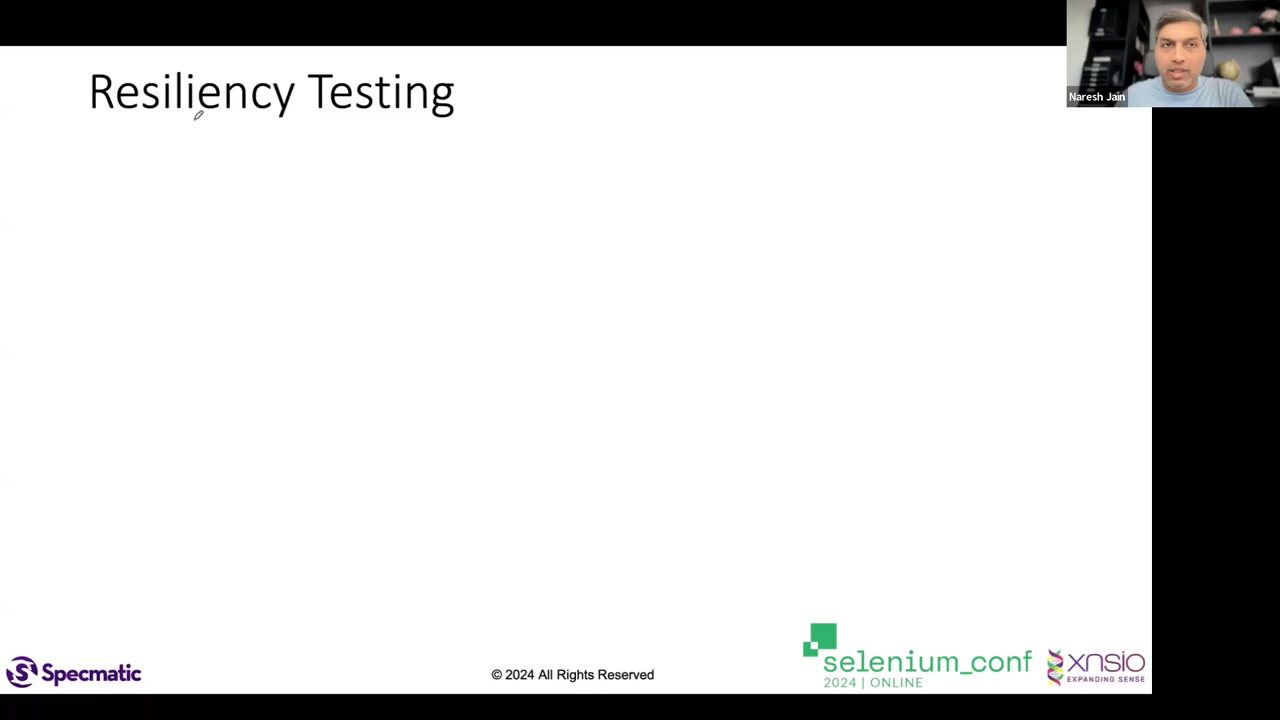 Resiliency Testing
Naresh Jain
Specmatic
© 2024 All Rights Reserved
selenium_conf
2024 | ONLINE
xnsio
EXPANDING SENSE